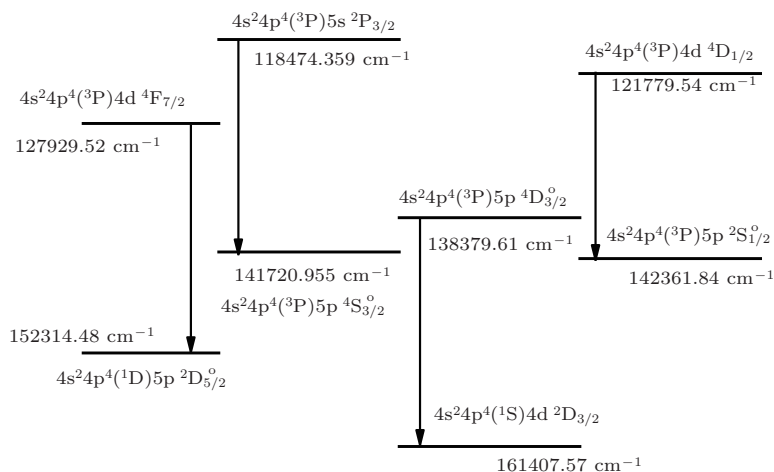 4s²4p⁴(³P)5s ²P₃/₂
118474.359 cm⁻¹
4s²4p⁴(³P)4d ⁴D₁/₂
121779.54 cm⁻¹
4s²4p⁴(³P)4d ⁴F₇/₂
127929.52 cm⁻¹
4s²4p⁴(³P)5p ⁴D°₃/₂
138379.61 cm⁻¹
4s²4p⁴(³P)5p ²S°₁/₂
142361.84 cm⁻¹
141720.955 cm⁻¹
4s²4p⁴(³P)5p ⁴S°₃/₂
152314.48 cm⁻¹
4s²4p⁴(¹D)5p ²D°₅/₂
4s²4p⁴(¹S)4d ²D₃/₂
161407.57 cm⁻¹